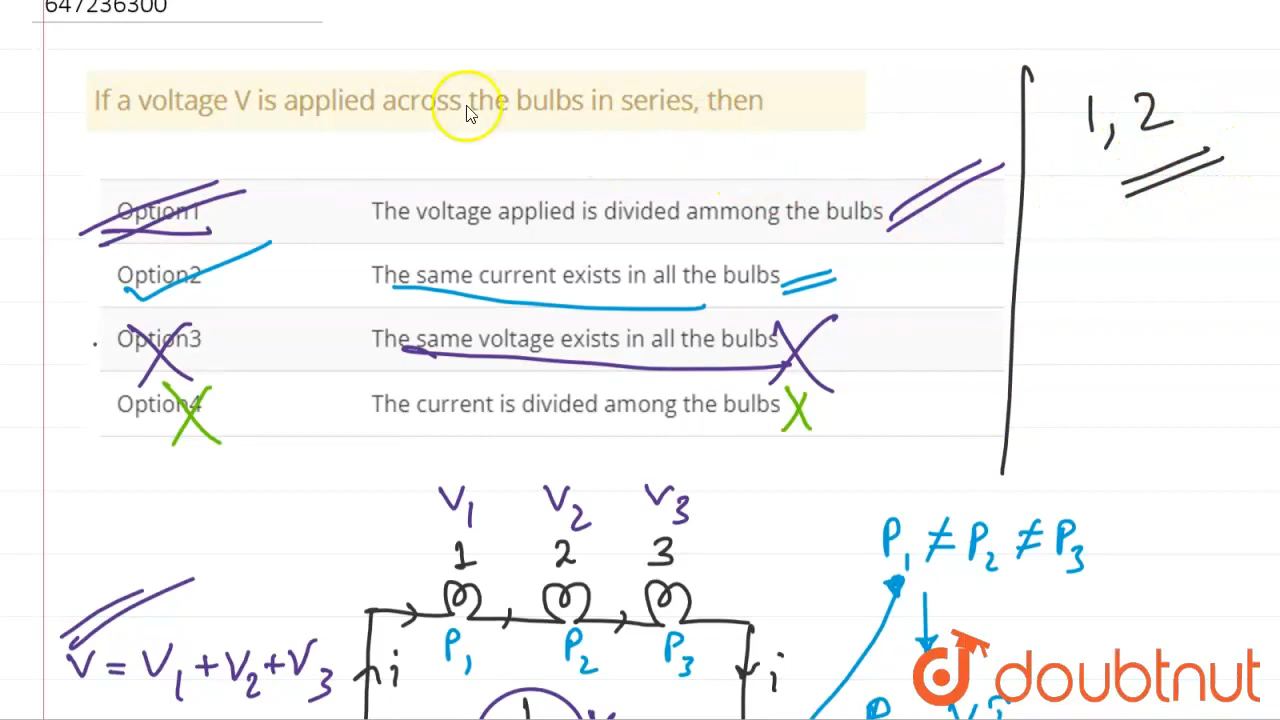 647236300
If a voltage V is applied across the bulbs in series, then
1, 2
Option1 The voltage applied is divided ammong the bulbs
Option2 The same current exists in all the bulbs
Option3 The same voltage exists in all the bulbs
Option4 The current is divided among the bulbs
V1 V2 V3
1 2 3
P1 ≠ P2 ≠ P3
P1 P2 P3
V = V1 + V2 + V3
i i
doubtnut